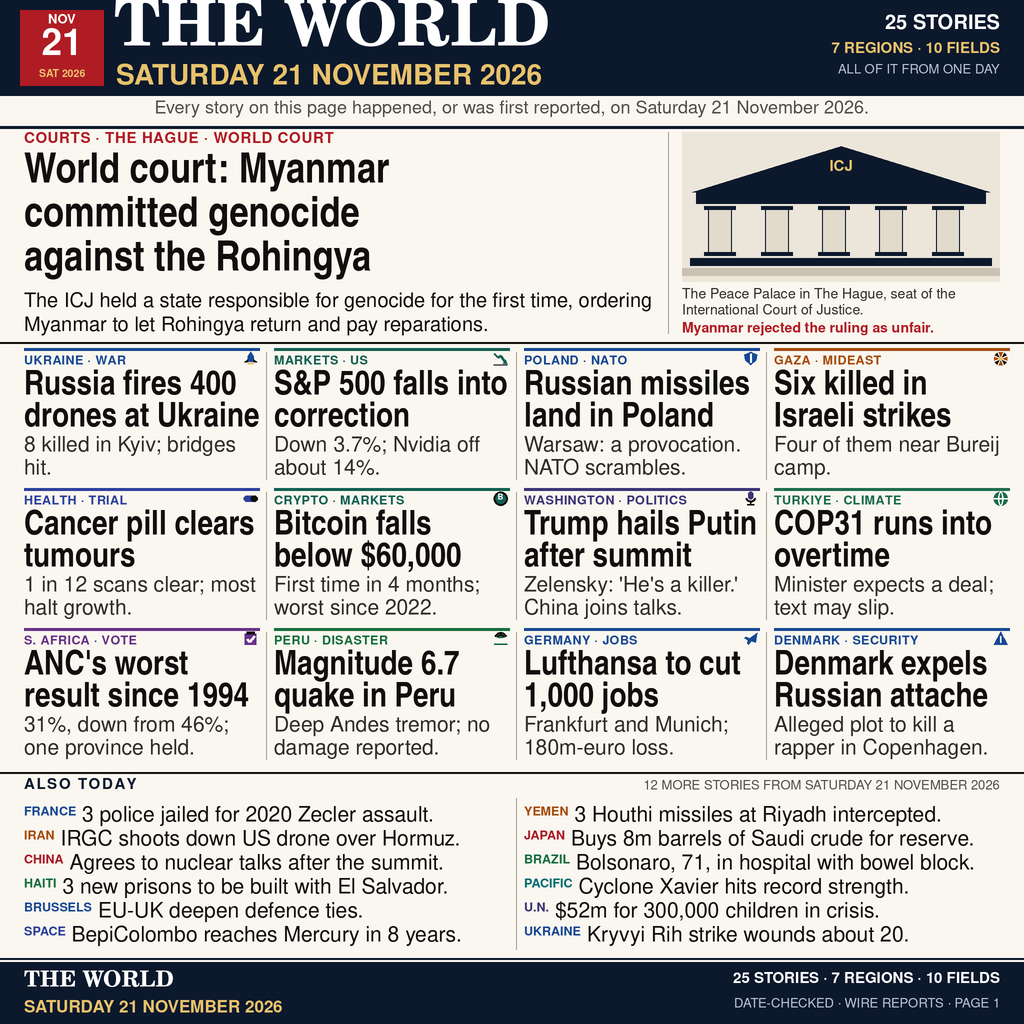 NOV
21
SAT 2026
THE WORLD
SATURDAY 21 NOVEMBER 2026
25 STORIES
7 REGIONS · 10 FIELDS
ALL OF IT FROM ONE DAY
Every story on this page happened, or was first reported, on Saturday 21 November 2026.
COURTS · THE HAGUE · WORLD COURT
World court: Myanmar
committed genocide
against the Rohingya
The ICJ held a state responsible for genocide for the first time, ordering
Myanmar to let Rohingya return and pay reparations.
ICJ
The Peace Palace in The Hague, seat of the
International Court of Justice.
Myanmar rejected the ruling as unfair.
UKRAINE · WAR
Russia fires 400
drones at Ukraine
8 killed in Kyiv; bridges
hit.
MARKETS · US
S&P 500 falls into
correction
Down 3.7%; Nvidia off
about 14%.
POLAND · NATO
Russian missiles
land in Poland
Warsaw: a provocation.
NATO scrambles.
GAZA · MIDEAST
Six killed in
Israeli strikes
Four of them near Bureij
camp.
HEALTH · TRIAL
Cancer pill clears
tumours
1 in 12 scans clear; most
halt growth.
CRYPTO · MARKETS
B
Bitcoin falls
below $60,000
First time in 4 months;
worst since 2022.
WASHINGTON · POLITICS
Trump hails Putin
after summit
Zelensky: 'He's a killer.'
China joins talks.
TURKIYE · CLIMATE
COP31 runs into
overtime
Minister expects a deal;
text may slip.
S. AFRICA · VOTE
ANC's worst
result since 1994
31%, down from 46%;
one province held.
PERU · DISASTER
Magnitude 6.7
quake in Peru
Deep Andes tremor; no
damage reported.
GERMANY · JOBS
Lufthansa to cut
1,000 jobs
Frankfurt and Munich;
180m-euro loss.
DENMARK · SECURITY
Denmark expels
Russian attache
Alleged plot to kill a
rapper in Copenhagen.
ALSO TODAY
12 MORE STORIES FROM SATURDAY 21 NOVEMBER 2026
FRANCE 3 police jailed for 2020 Zecler assault.
IRAN IRGC shoots down US drone over Hormuz.
CHINA Agrees to nuclear talks after the summit.
HAITI 3 new prisons to be built with El Salvador.
BRUSSELS EU-UK deepen defence ties.
SPACE BepiColombo reaches Mercury in 8 years.
YEMEN 3 Houthi missiles at Riyadh intercepted.
JAPAN Buys 8m barrels of Saudi crude for reserve.
BRAZIL Bolsonaro, 71, in hospital with bowel block.
PACIFIC Cyclone Xavier hits record strength.
U.N. $52m for 300,000 children in crisis.
UKRAINE Kryvyi Rih strike wounds about 20.
THE WORLD
SATURDAY 21 NOVEMBER 2026
25 STORIES · 7 REGIONS · 10 FIELDS
DATE-CHECKED · WIRE REPORTS · PAGE 1